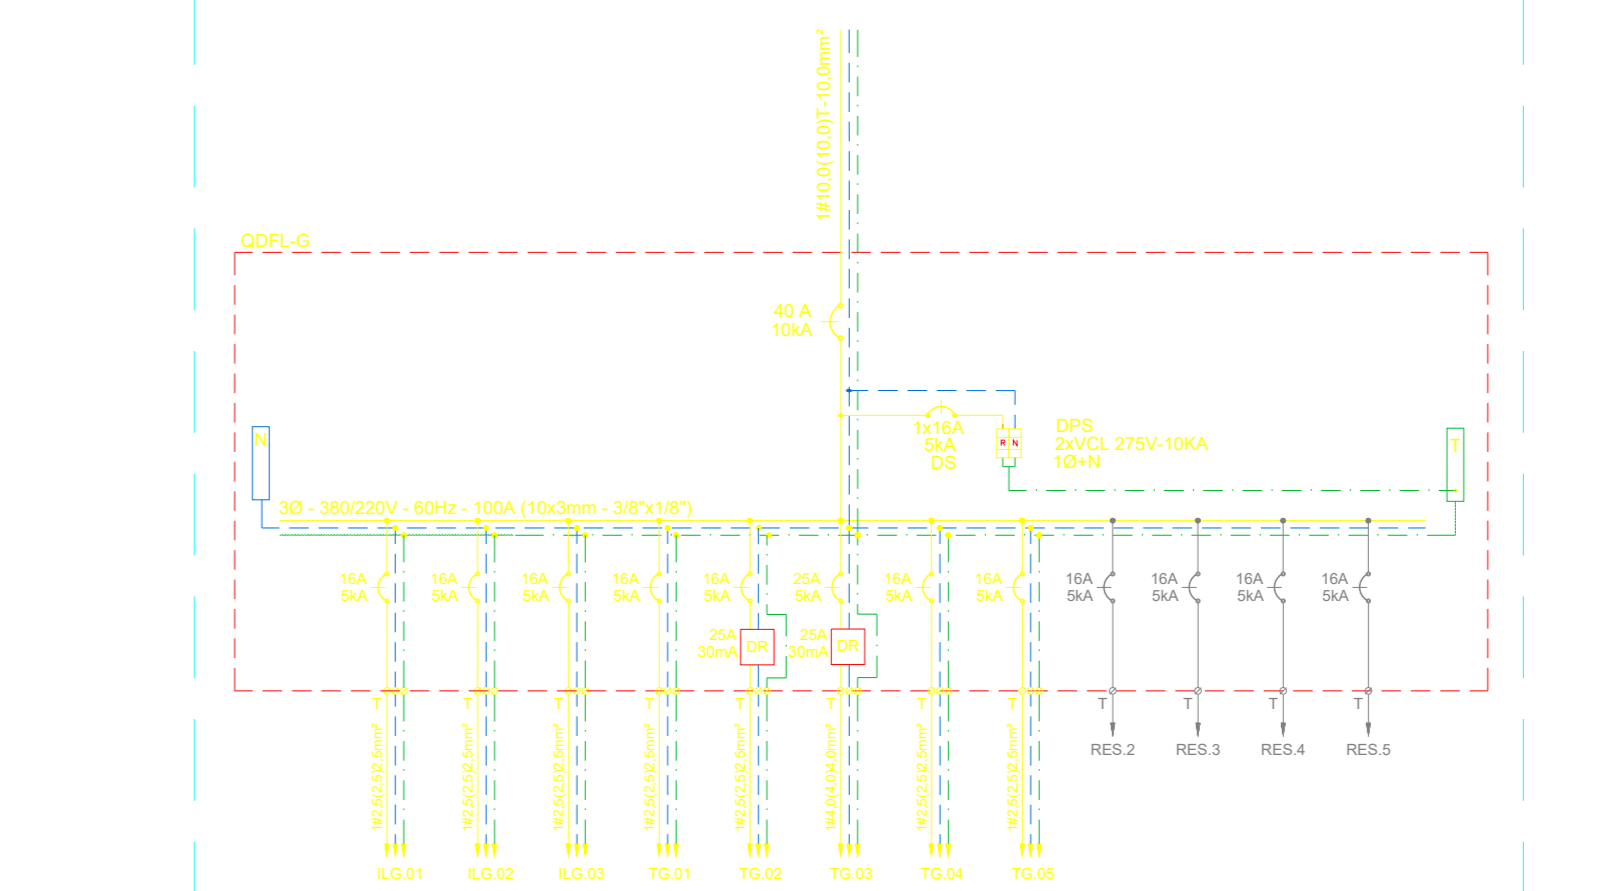 1#10,0(10,0)T-10,0mm²
QDFL-G
40 A
10kA
1x16A
5kA
DS
R N
DPS
2xVCL 275V-10KA
1Ø+N
N
T
3Ø - 380/220V - 60Hz - 100A (10x3mm - 3/8"x1/8")
16A
5kA
16A
5kA
16A
5kA
16A
5kA
16A
5kA
25A
5kA
16A
5kA
16A
5kA
16A
5kA
16A
5kA
16A
5kA
16A
5kA
25A
30mA
DR
25A
30mA
DR
T
T
T
T
T
T
T
T
T
T
T
T
1#2,5(2,5)2,5mm²
1#2,5(2,5)2,5mm²
1#2,5(2,5)2,5mm²
1#2,5(2,5)2,5mm²
1#2,5(2,5)2,5mm²
1#4,0(4,0)4,0mm²
1#2,5(2,5)2,5mm²
1#2,5(2,5)2,5mm²
RES.2
RES.3
RES.4
RES.5
ILG.01
ILG.02
ILG.03
TG.01
TG.02
TG.03
TG.04
TG.05